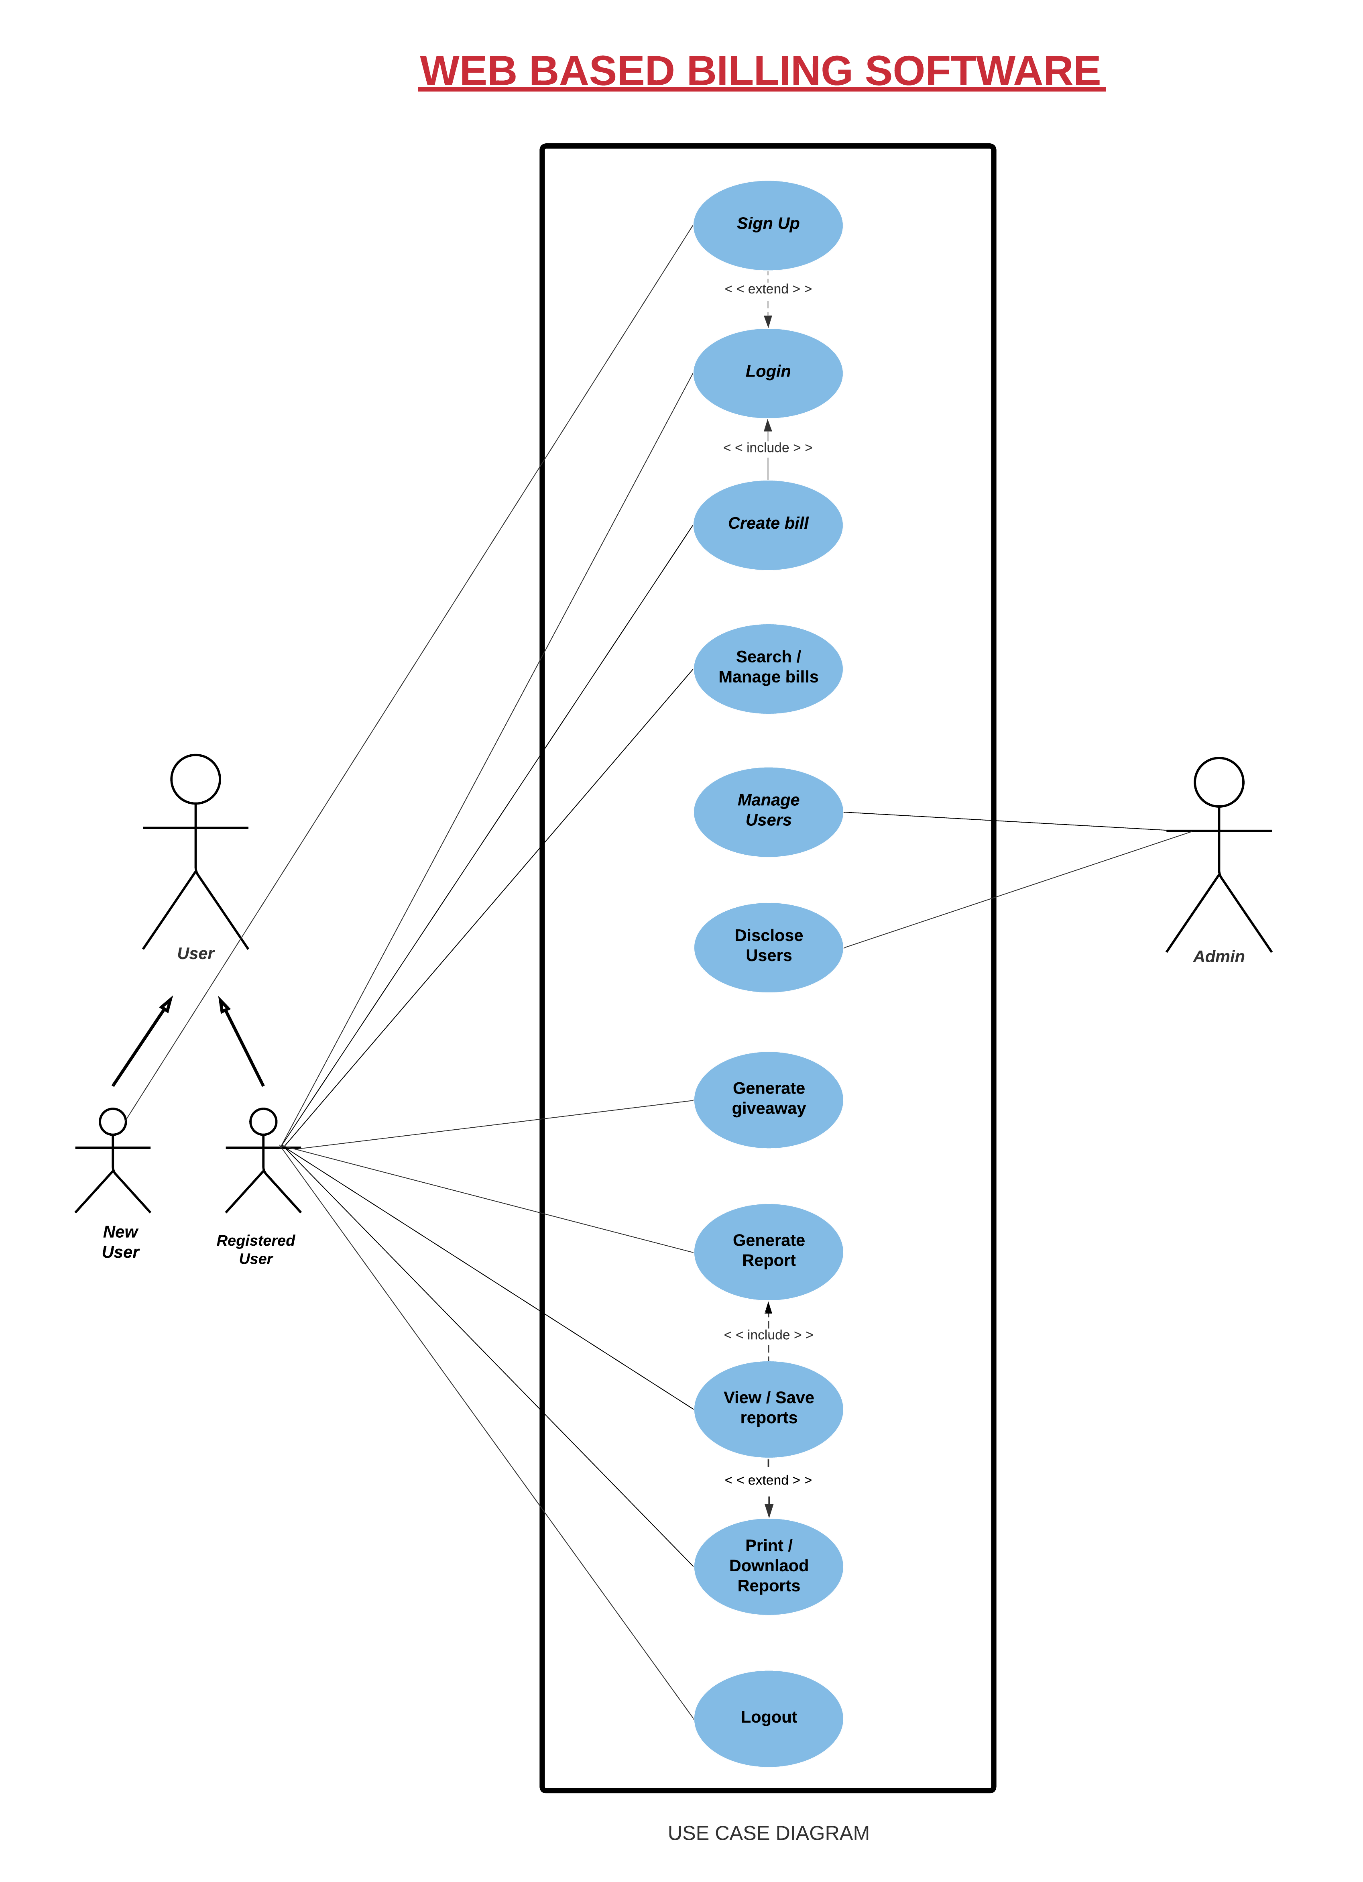 WEB BASED BILLING SOFTWARE
Sign Up
< < extend > >
Login
< < include > >
Create bill
Search /
Manage bills
Manage
Users
Disclose
Users
User
Admin
Generate
giveaway
New
User
Registered
User
Generate
Report
< < include > >
View / Save
reports
< < extend > >
Print /
Downlaod
Reports
Logout
USE CASE DIAGRAM